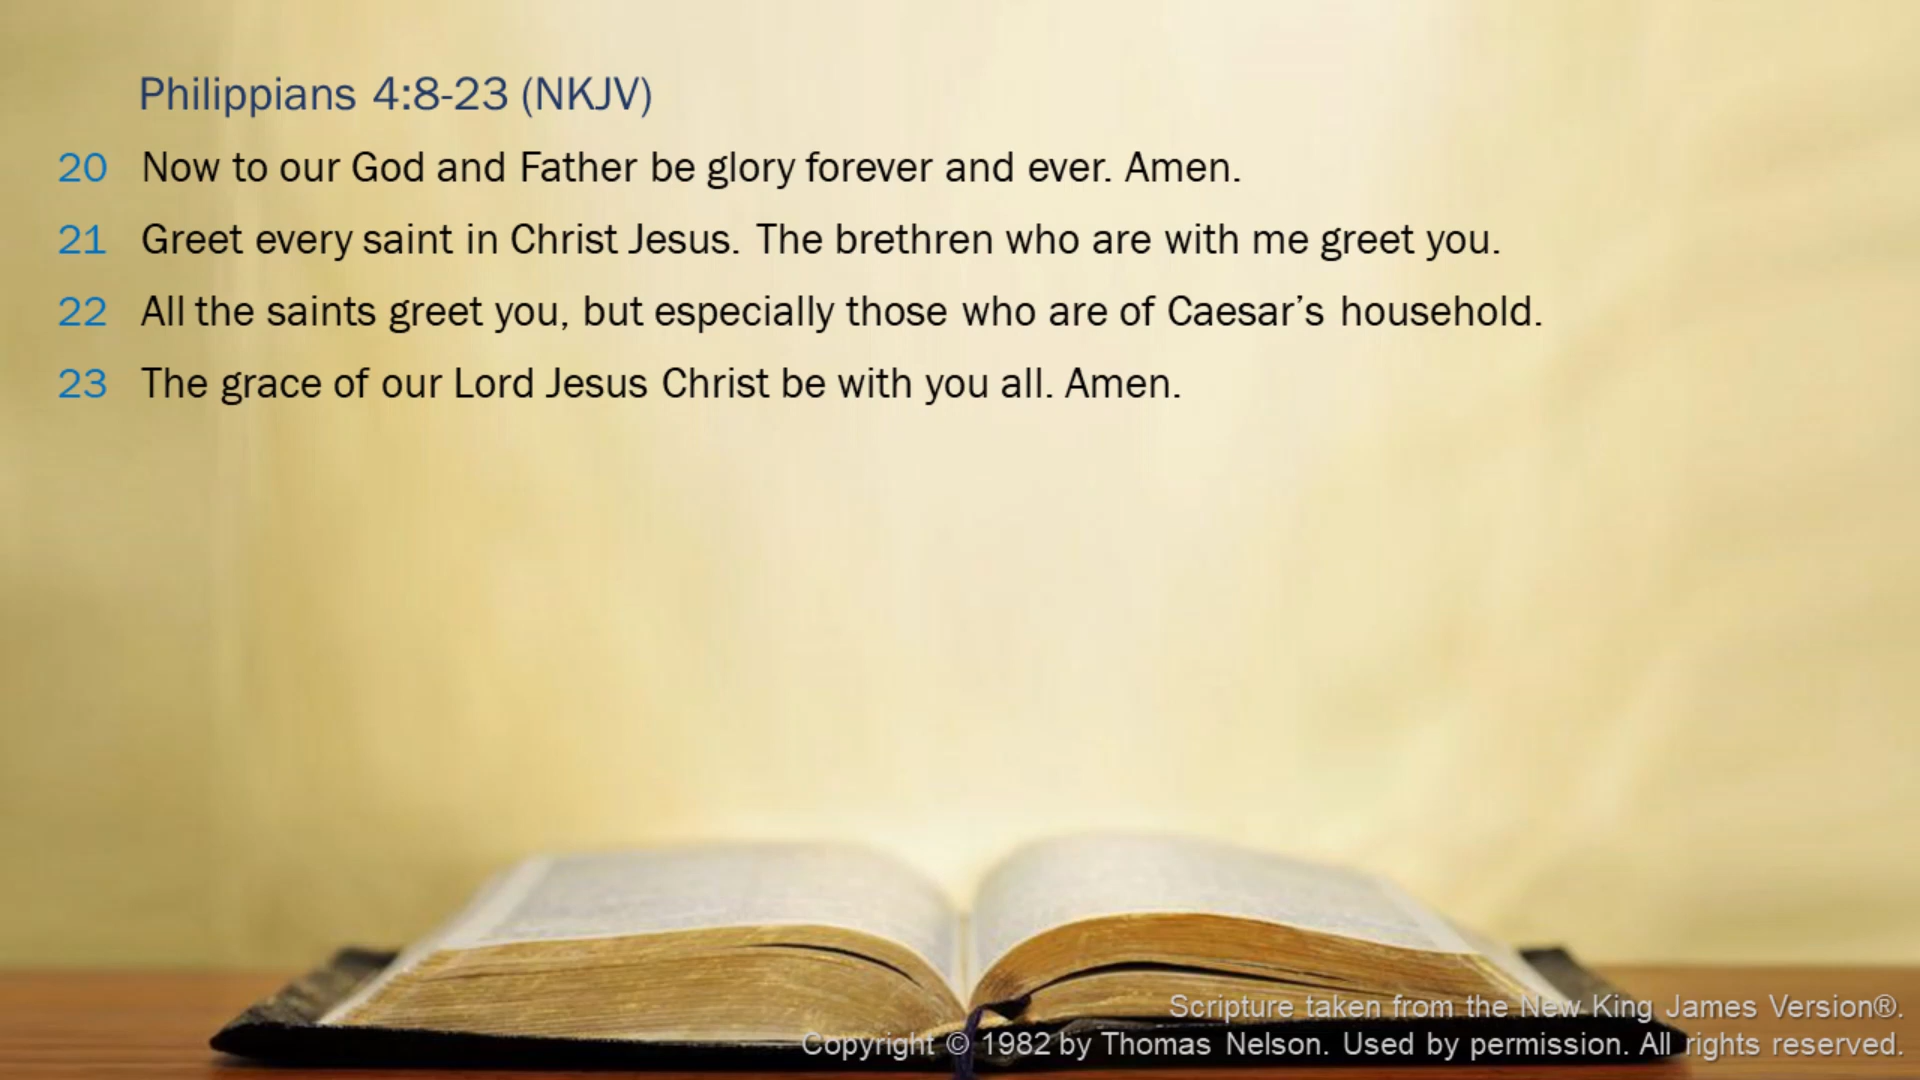 Philippians 4:8-23 (NKJV)
20 Now to our God and Father be glory forever and ever. Amen.
21 Greet every saint in Christ Jesus. The brethren who are with me greet you.
22 All the saints greet you, but especially those who are of Caesar’s household.
23 The grace of our Lord Jesus Christ be with you all. Amen.
Scripture taken from the New King James Version®.
Copyright © 1982 by Thomas Nelson. Used by permission. All rights reserved.